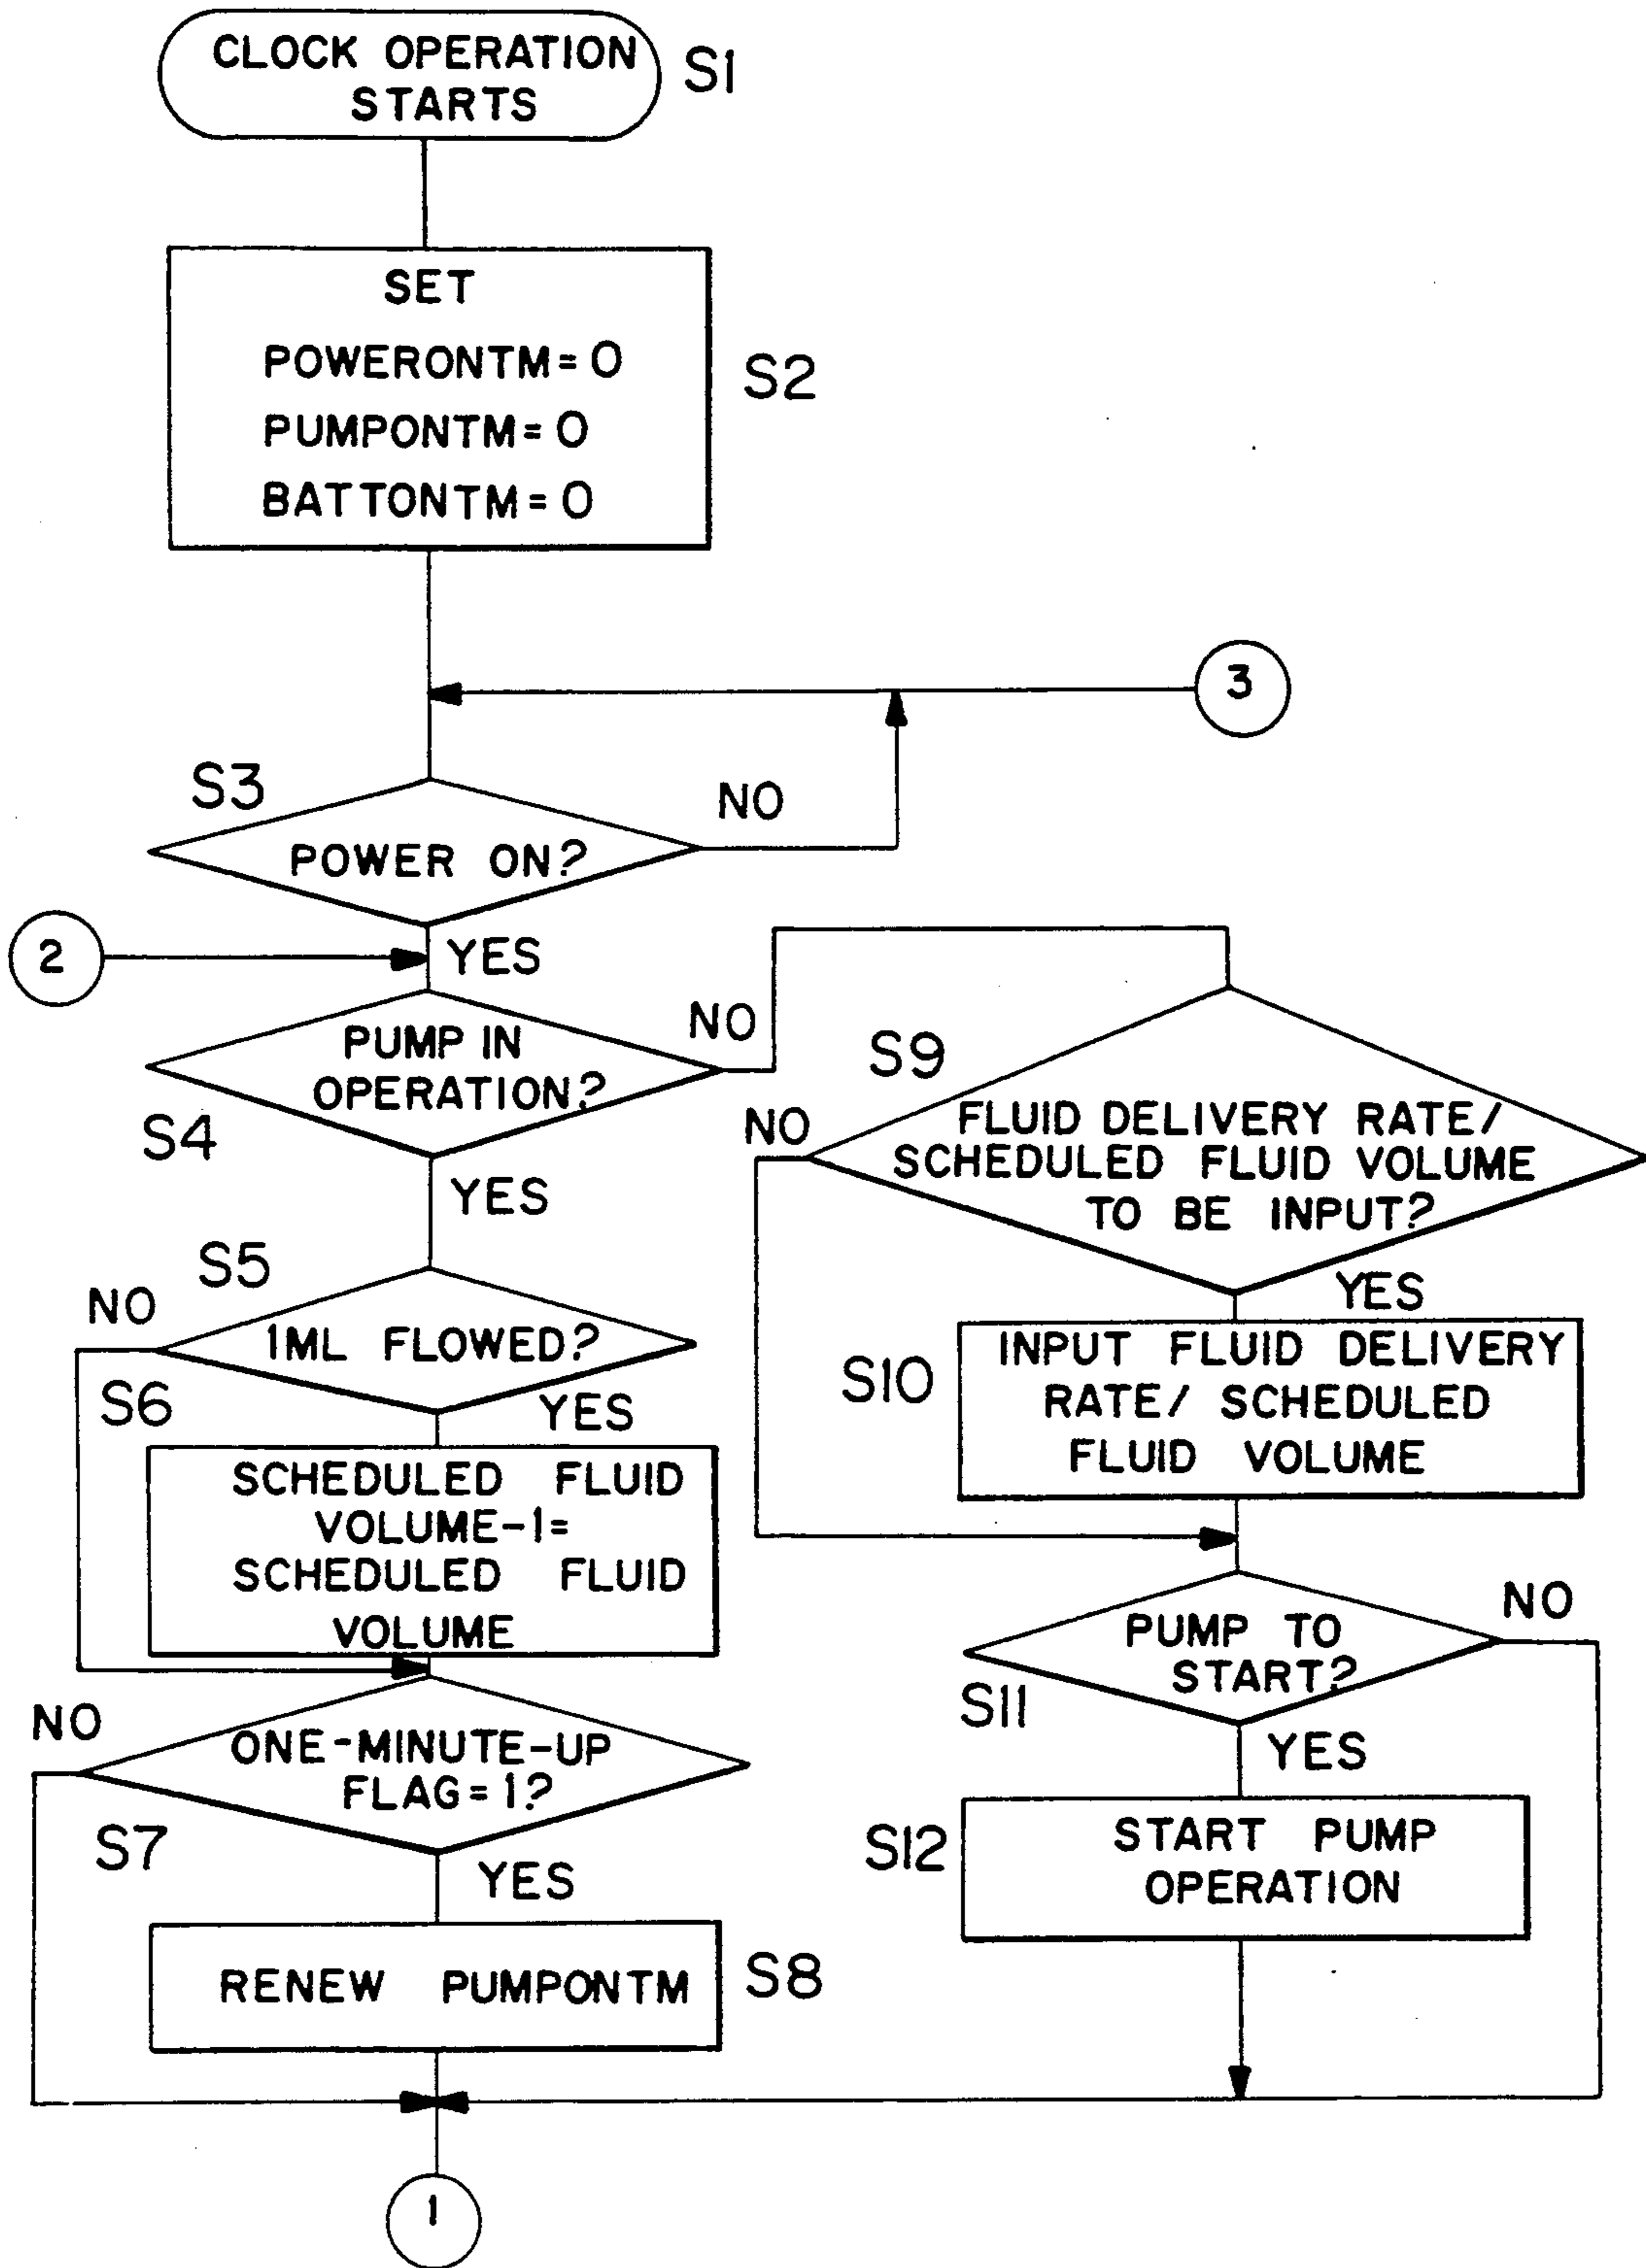 CLOCK OPERATION
STARTS
S1
SET
POWERONTM=0
PUMPONTM=0
BATTONTM=0
S2
3
S3
NO
POWER ON?
2
YES
NO
PUMP IN
OPERATION?
S4
YES
S9
NO
FLUID DELIVERY RATE/
SCHEDULED FLUID VOLUME
TO BE INPUT?
YES
S5
NO
1ML FLOWED?
S6
YES
SCHEDULED FLUID
VOLUME-1=
SCHEDULED FLUID
VOLUME
S10
INPUT FLUID DELIVERY
RATE/ SCHEDULED
FLUID VOLUME
NO
PUMP TO
START?
S11
YES
NO
ONE-MINUTE-UP
FLAG=1?
S7
YES
S12
START PUMP
OPERATION
RENEW PUMPONTM
S8
1